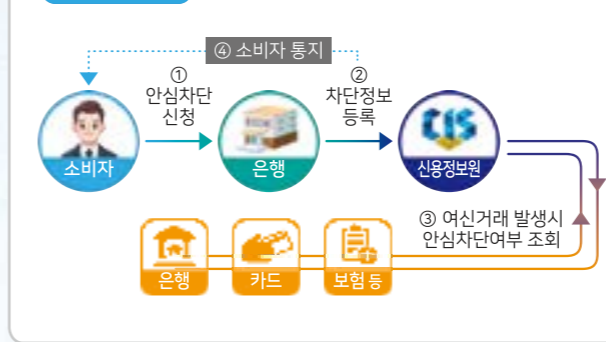 ④ 소비자 통지
①
안심차단
신청
②
차단정보
등록
소비자
은행
CIS
신용정보원
③ 여신거래 발생시
안심차단여부 조회
은행
카드
보험 등